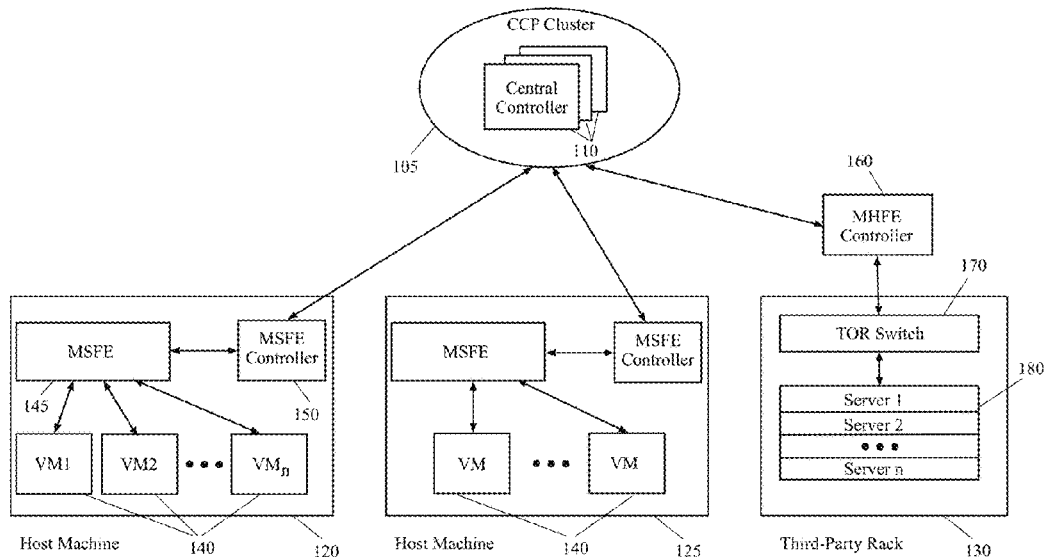 CCP Cluster
Central
Controller
110
105
160
MHFE
Controller
170
MSFE
MSFE
Controller
145
150
VM1
VM2
VMn
Host Machine
140
120
MSFE
MSFE
Controller
VM
VM
Host Machine
140
125
TOR Switch
180
Server 1
Server 2
Server n
Third-Party Rack
130